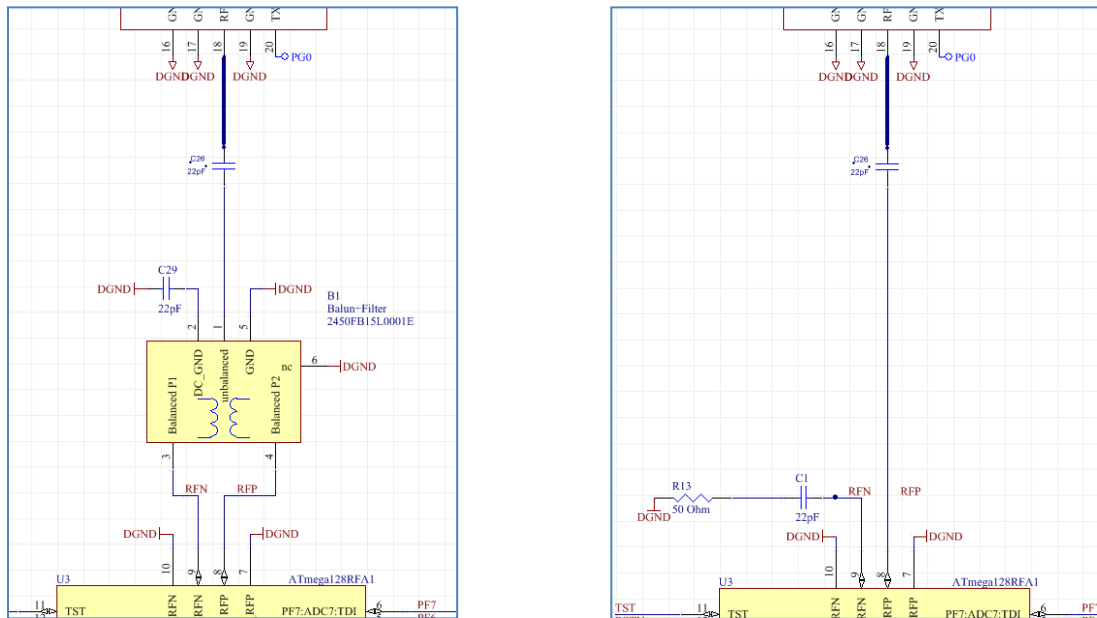 GN
GN
RF
GN
TX
16
17
18
19
20
DGND
DGND
DGND
PG0
C26
22pF
C29
DGND
22pF
DGND
B1
Balun+Filter
2450FB15L0001E
2
1
5
DC_GND
unbalanced
GND
nc
6
DGND
Balanced P1
Balanced P2
3
4
RFN
RFP
DGND
DGND
10
9
8
7
U3
ATmega128RFA1
11
TST
RFN
RFN
RFP
RFP
PF7:ADC7:TDI
6
PF7
GN
GN
RF
GN
TX
16
17
18
19
20
DGND
DGND
DGND
PG0
C26
22pF
R13
50 Ohm
DGND
C1
22pF
RFN
RFP
DGND
DGND
10
9
8
7
U3
ATmega128RFA1
TST
11
TST
RFN
RFN
RFP
RFP
PF7:ADC7:TDI
6
PF7